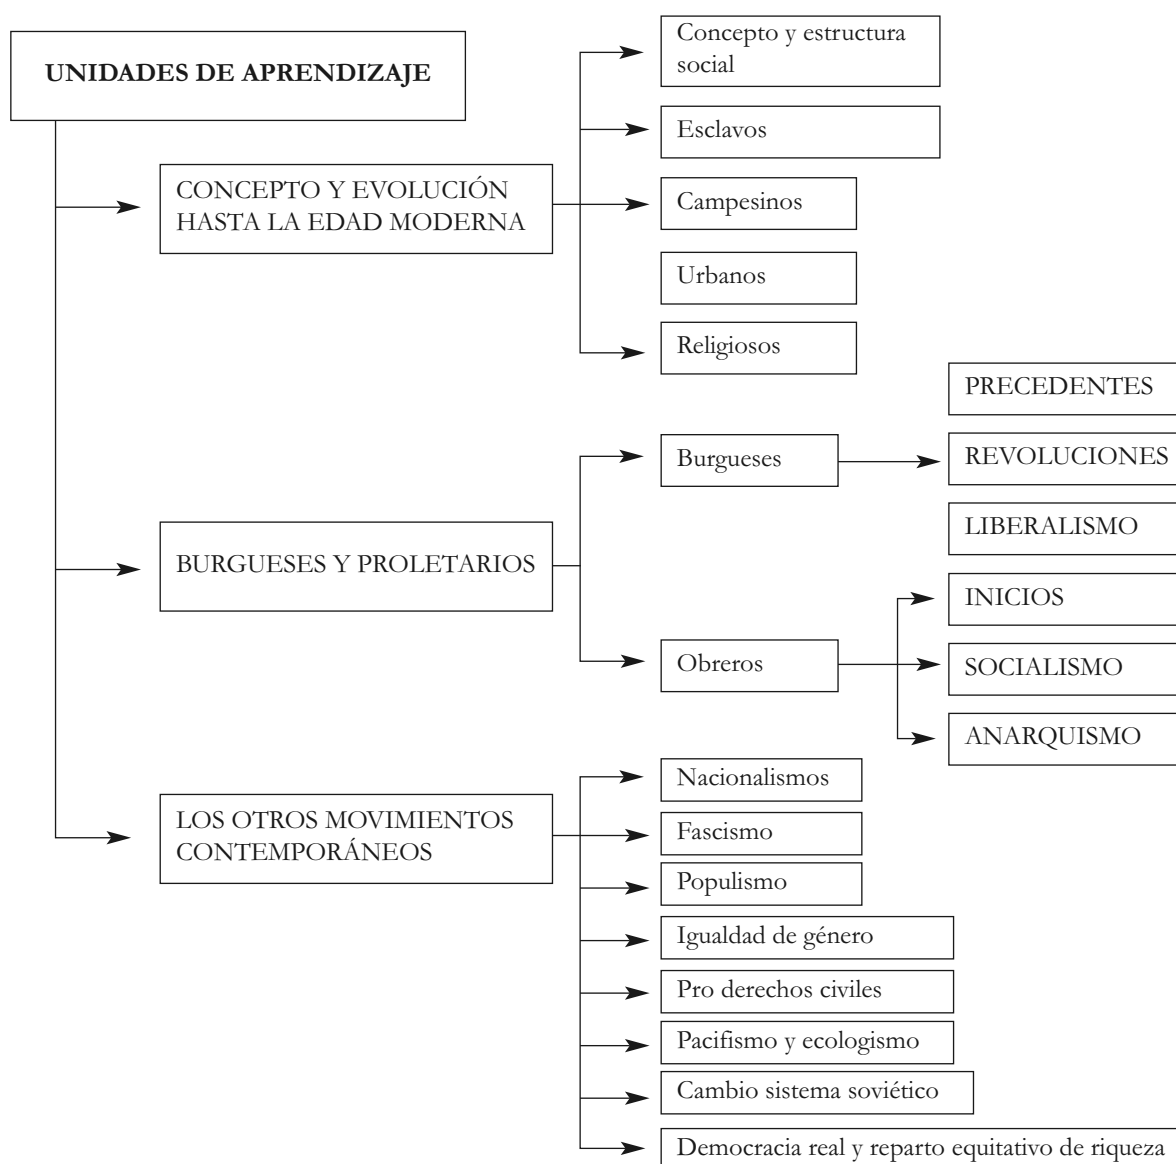 UNIDADES DE APRENDIZAJE
CONCEPTO Y EVOLUCIÓN
HASTA LA EDAD MODERNA
Concepto y estructura
social
Esclavos
Campesinos
Urbanos
Religiosos
BURGUESES Y PROLETARIOS
Burgueses
PRECEDENTES
REVOLUCIONES
LIBERALISMO
Obreros
INICIOS
SOCIALISMO
ANARQUISMO
LOS OTROS MOVIMIENTOS
CONTEMPORÁNEOS
Nacionalismos
Fascismo
Populismo
Igualdad de género
Pro derechos civiles
Pacifismo y ecologismo
Cambio sistema soviético
Democracia real y reparto equitativo de riqueza